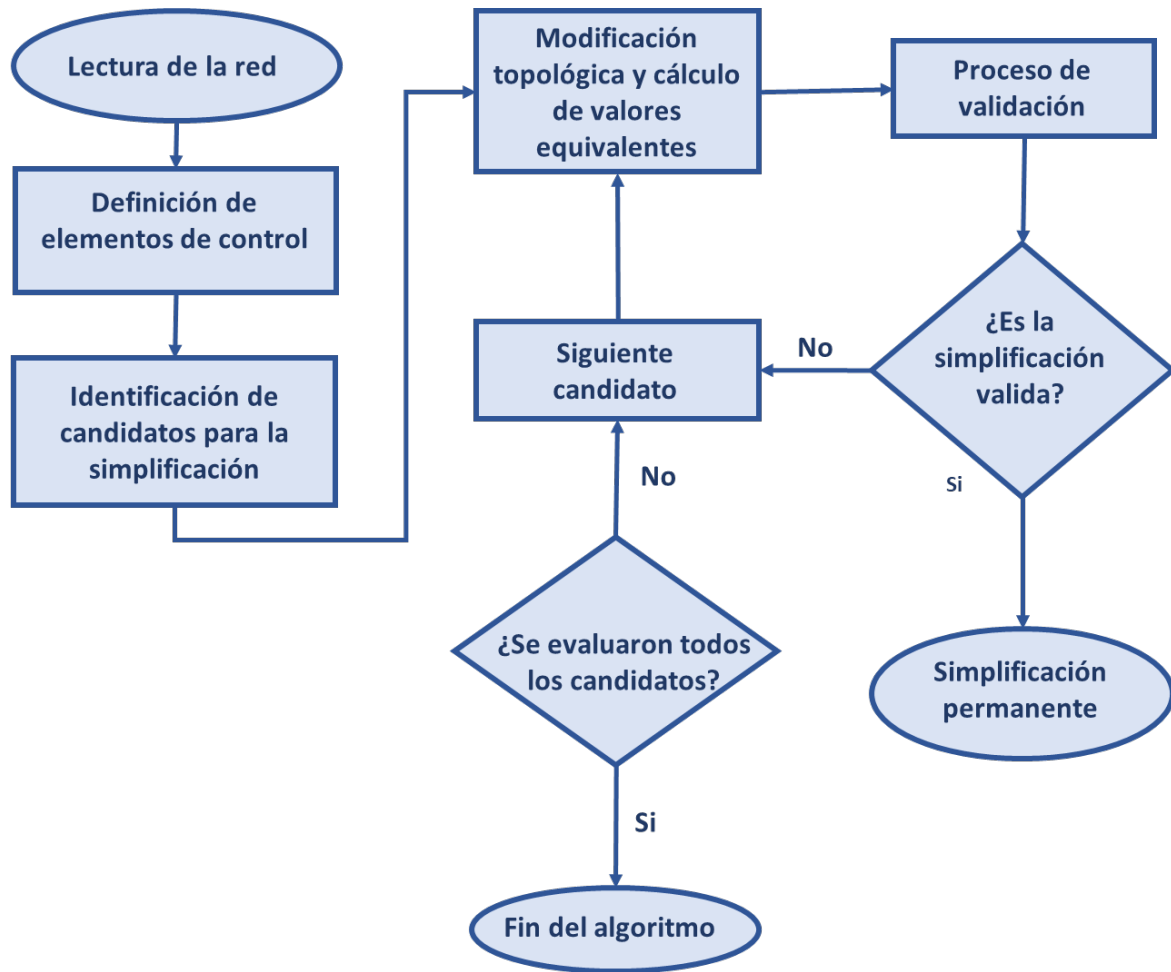 Lectura de la red
Definición de
elementos de control
Identificación de
candidatos para la
simplificación
Modificación
topológica y cálculo
de valores
equivalentes
Proceso de
validación
¿Es la
simplificación
valida?
No
Si
Siguiente
candidato
No
¿Se evaluaron todos
los candidatos?
Si
Fin del algoritmo
Simplificación
permanente